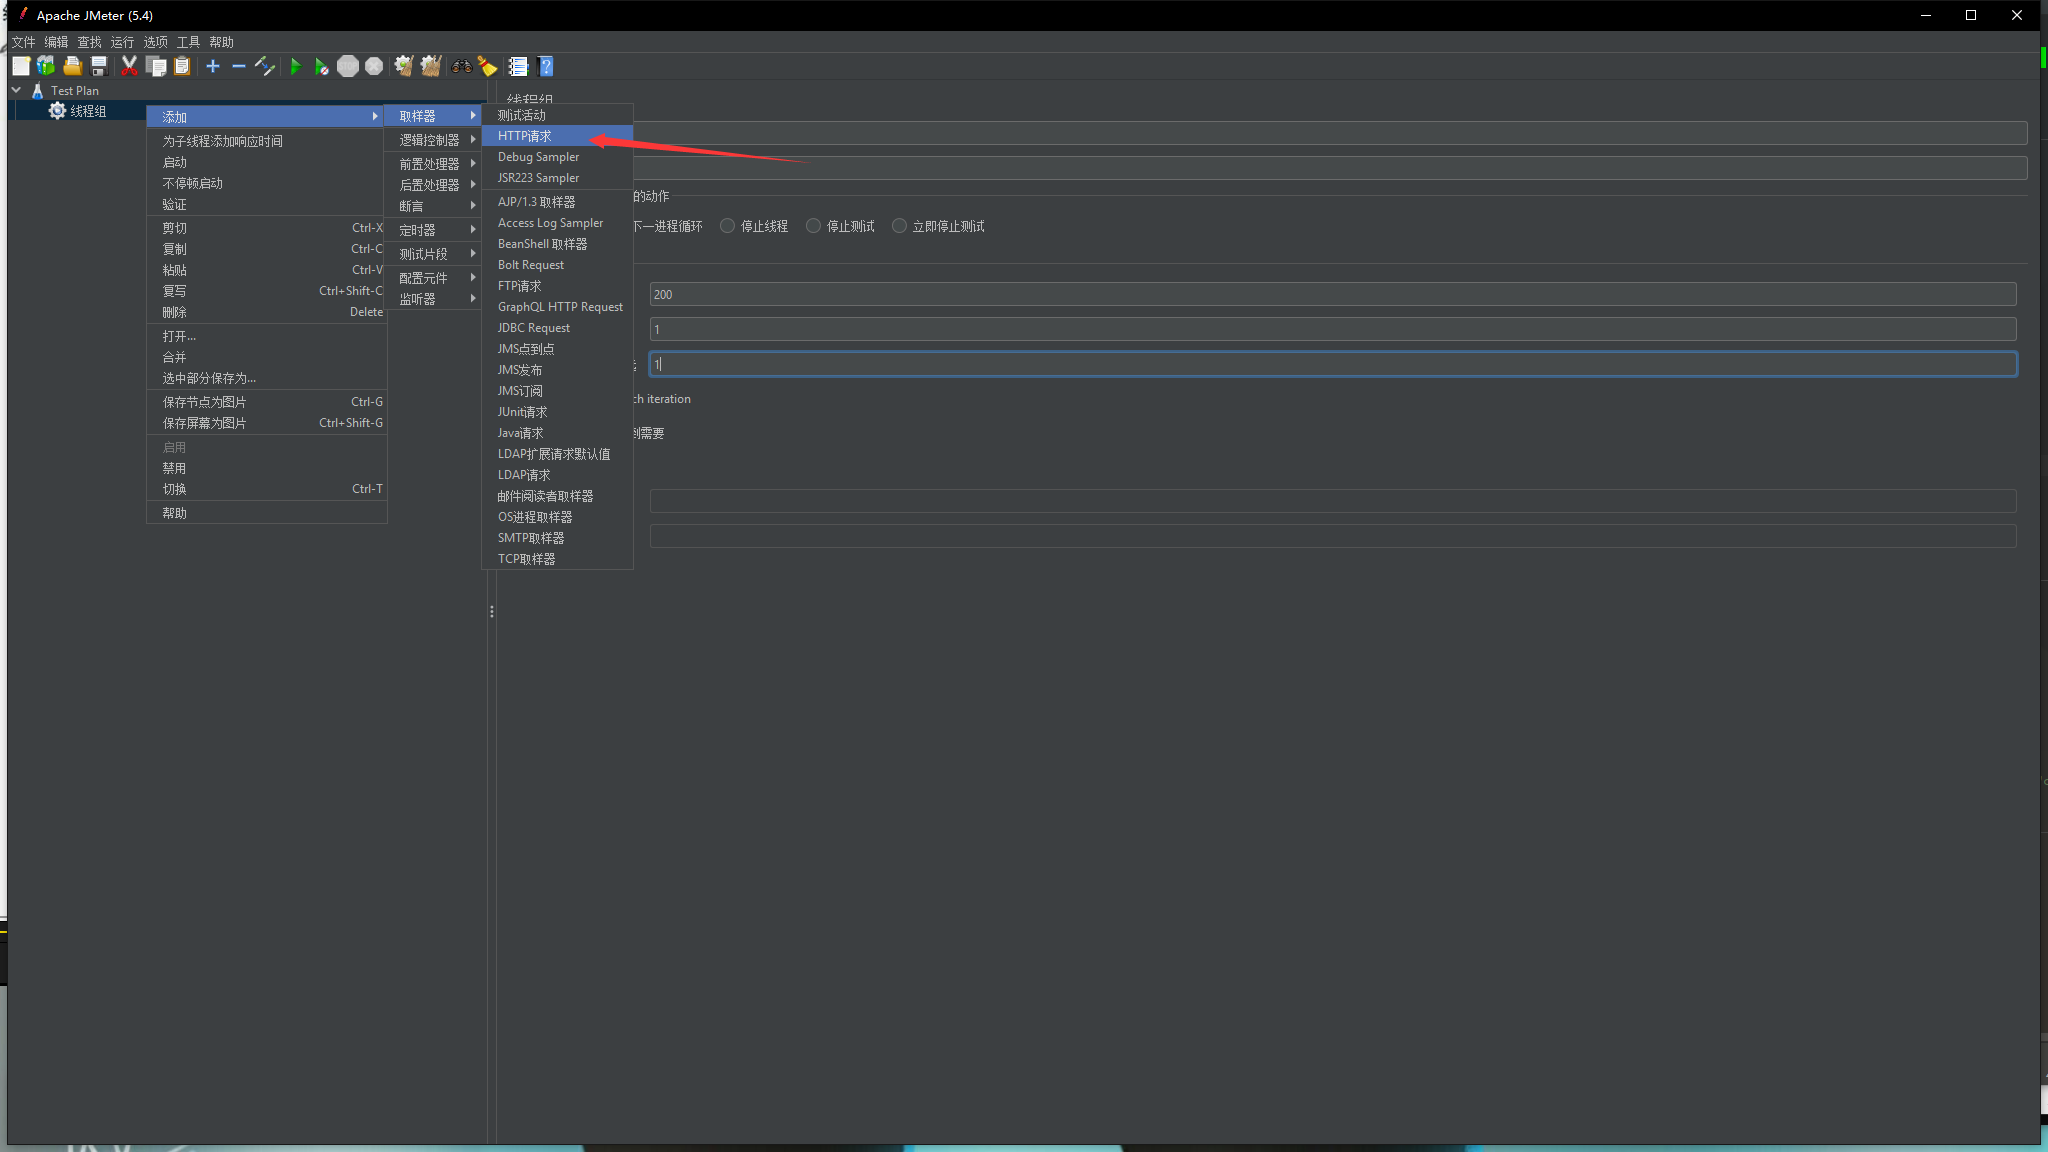 Apache JMeter (5.4)
文件 编辑 查找 运行 选项 工具 帮助
Test Plan
线程组
添加
为子线程添加响应时间
启动
不停顿启动
验证
剪切 Ctrl-X
复制 Ctrl-C
粘贴 Ctrl-V
复写 Ctrl+Shift-C
删除 Delete
打开...
合并
选中部分保存为...
保存节点为图片 Ctrl-G
保存屏幕为图片 Ctrl+Shift-G
启用
禁用
切换 Ctrl-T
帮助
取样器
逻辑控制器
前置处理器
后置处理器
断言
定时器
测试片段
配置元件
监听器
测试活动
HTTP请求
Debug Sampler
JSR223 Sampler
AJP/1.3 取样器
Access Log Sampler
BeanShell 取样器
Bolt Request
FTP请求
GraphQL HTTP Request
JDBC Request
JMS点到点
JMS发布
JMS订阅
JUnit请求
Java请求
LDAP扩展请求默认值
LDAP请求
邮件阅读者取样器
OS进程取样器
SMTP取样器
TCP取样器
线程组
的动作
下一进程循环 停止线程 停止测试 立即停止测试
200
1
1
ch iteration
到需要